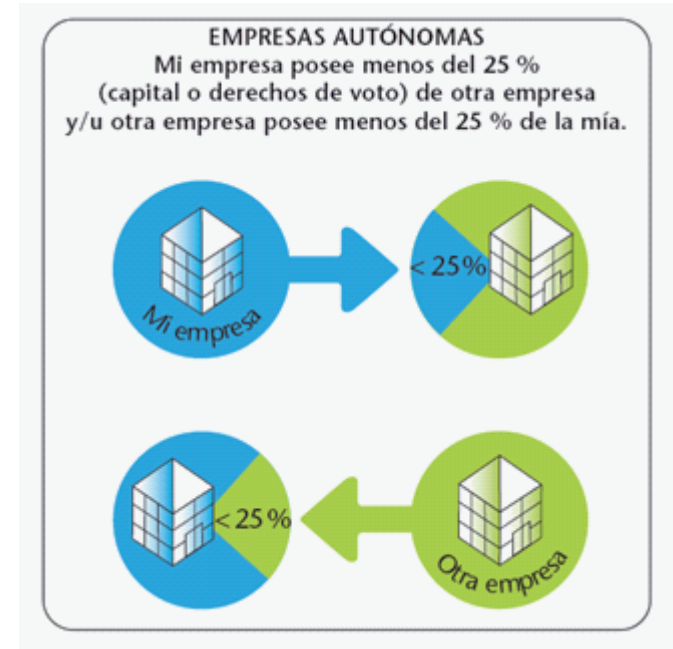 EMPRESAS AUTÓNOMAS
Mi empresa posee menos del 25 %
(capital o derechos de voto) de otra empresa
y/u otra empresa posee menos del 25 % de la mía.
< 25%
Mi empresa
< 25%
Otra empresa